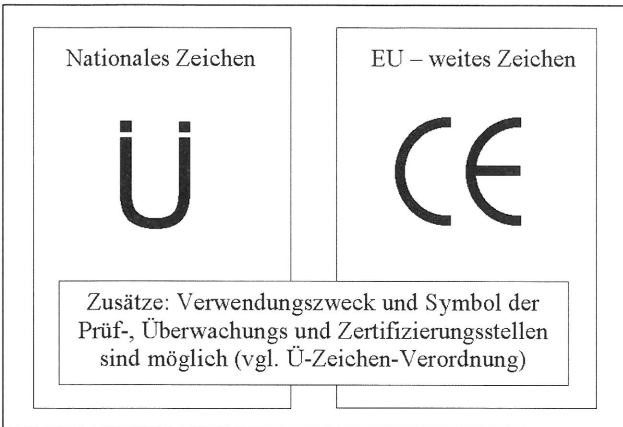 Nationales Zeichen
Ü
EU – weites Zeichen
CE
Zusätze: Verwendungszweck und Symbol der
Prüf-, Überwachungs und Zertifizierungsstellen
sind möglich (vgl. Ü-Zeichen-Verordnung)